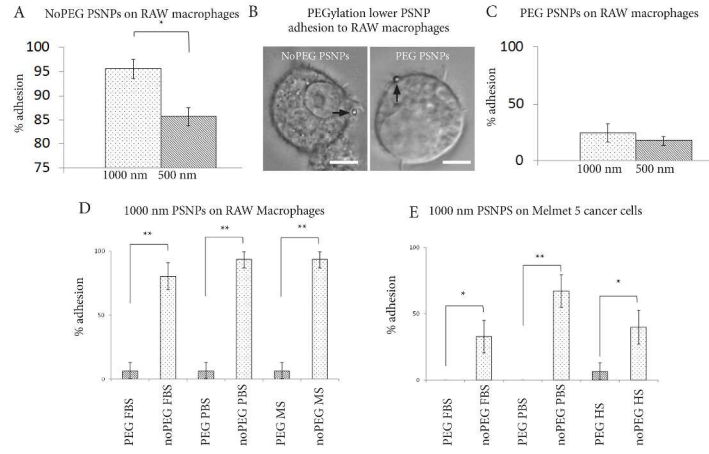 A
NoPEG PSNPs on RAW macrophages
% adhesion
100
95
90
85
80
75
*
1000 nm
500 nm
B
PEGylation lower PSNP
adhesion to RAW macrophages
NoPEG PSNPs
PEG PSNPs
C
PEG PSNPs on RAW macrophages
% adhesion
100
50
0
1000 nm
500 nm
D
1000 nm PSNPs on RAW Macrophages
% adhesion
100
50
0
**
**
**
PEG FBS
noPEG FBS
PEG PBS
noPEG PBS
PEG MS
noPEG MS
E
1000 nm PSNPS on Melmet 5 cancer cells
% adhesion
100
50
0
*
**
*
PEG FBS
noPEG FBS
PEG PBS
noPEG PBS
PEG HS
noPEG HS